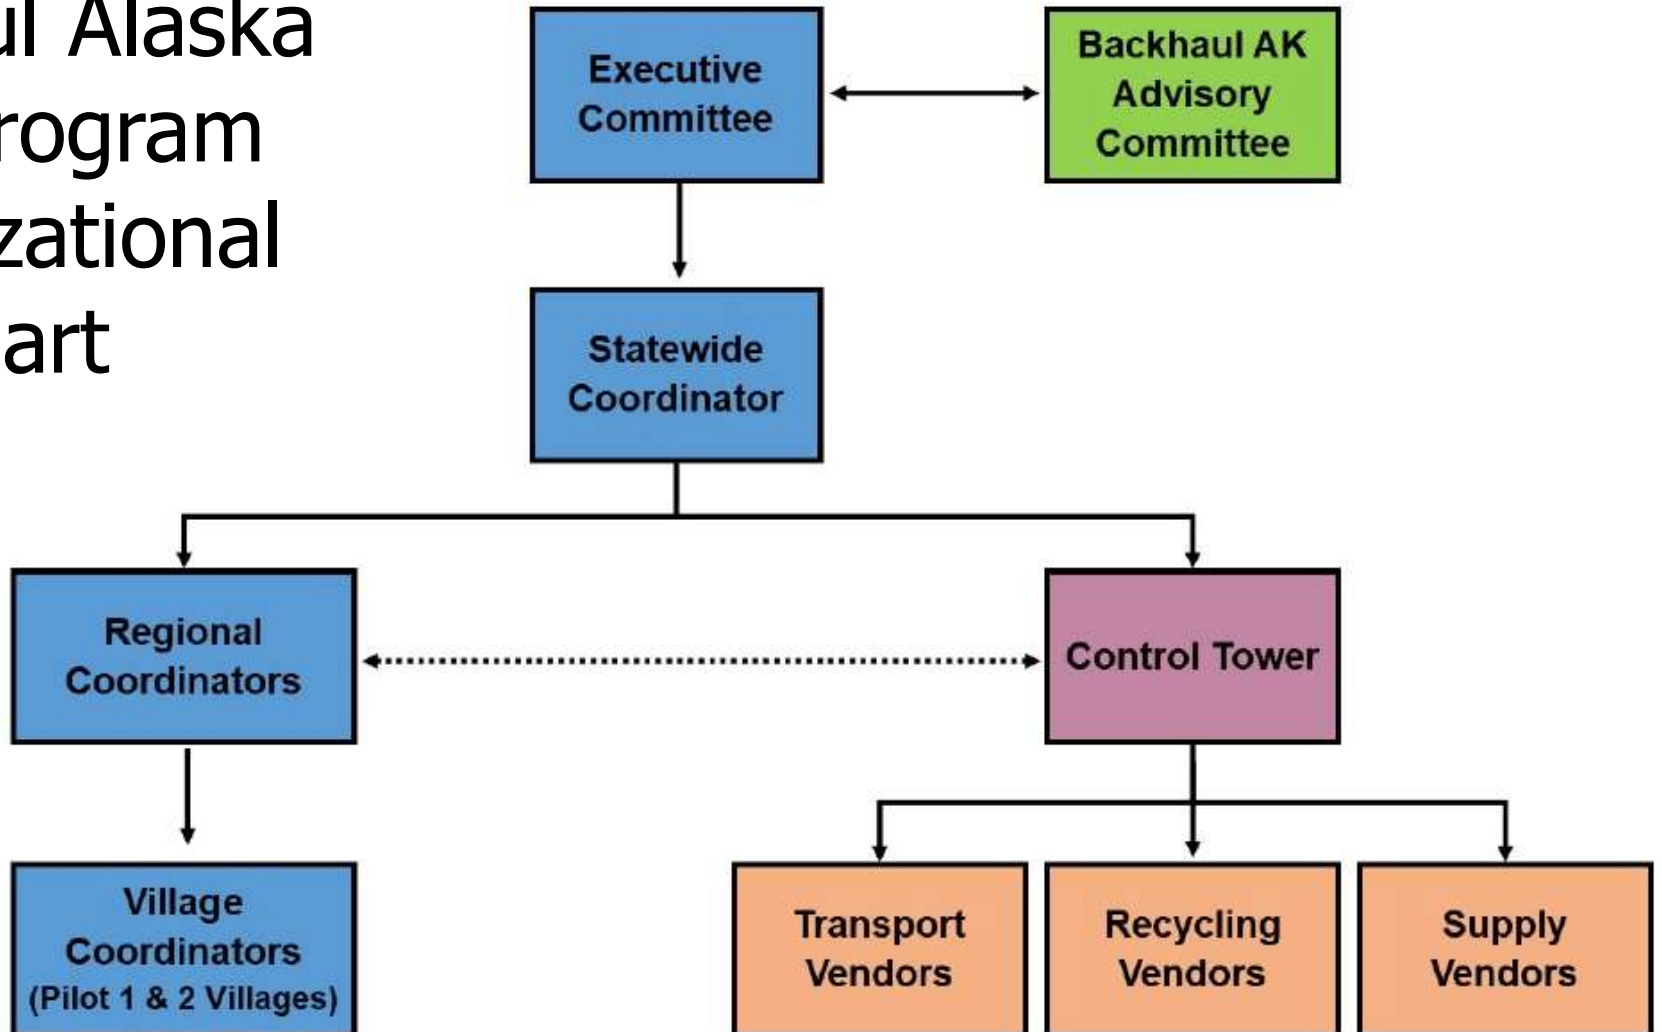 ul Alaska
rogram
zational
art
Executive
Committee
Backhaul AK
Advisory
Committee
Statewide
Coordinator
Regional
Coordinators
Control Tower
Village
Coordinators
(Pilot 1 & 2 Villages)
Transport
Vendors
Recycling
Vendors
Supply
Vendors